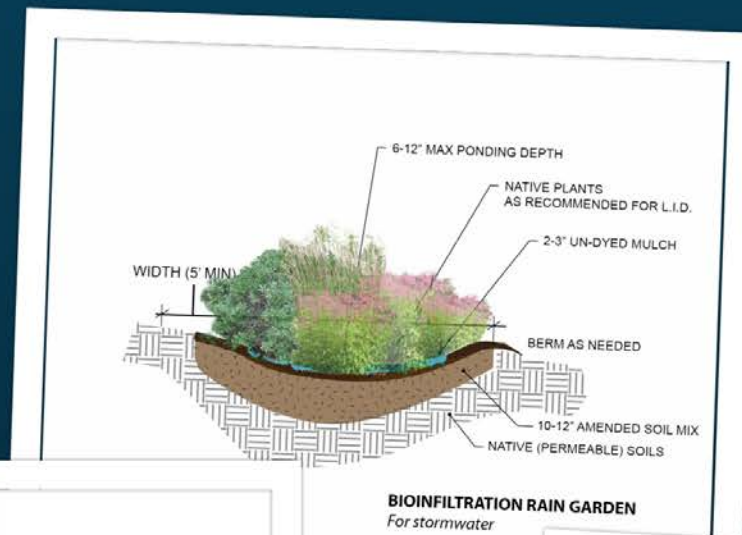 6-12" MAX PONDING DEPTH
NATIVE PLANTS
AS RECOMMENDED FOR L.I.D.
2-3" UN-DYED MULCH
WIDTH (5' MIN)
BERM AS NEEDED
10-12" AMENDED SOIL MIX
NATIVE (PERMEABLE) SOILS
BIOINFILTRATION RAIN GARDEN
For stormwater